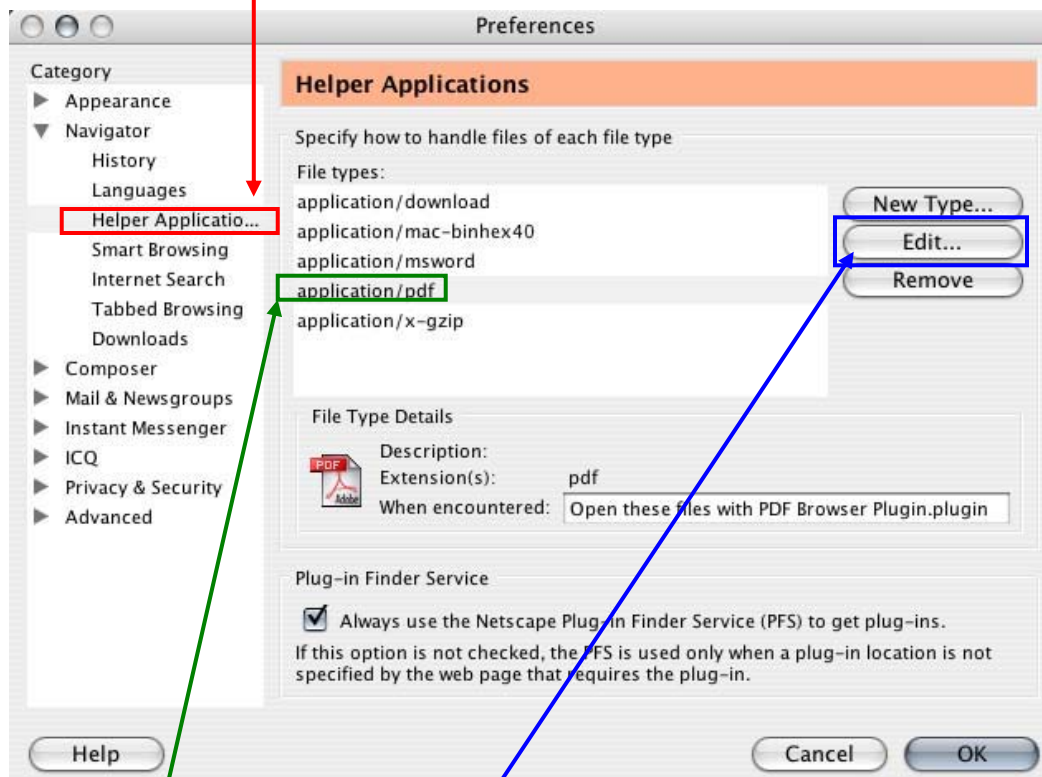 Preferences
Category
Appearance
Navigator
History
Languages
Helper Applicatio...
Smart Browsing
Internet Search
Tabbed Browsing
Downloads
Composer
Mail & Newsgroups
Instant Messenger
ICQ
Privacy & Security
Advanced
Helper Applications
Specify how to handle files of each file type
File types:
application/download
application/mac-binhex40
application/msword
application/pdf
application/x-gzip
New Type...
Edit...
Remove
File Type Details
PDF
Adobe
Description:
Extension(s): pdf
When encountered: Open these files with PDF Browser Plugin.plugin
Plug-in Finder Service
Always use the Netscape Plug-in Finder Service (PFS) to get plug-ins.
If this option is not checked, the PFS is used only when a plug-in location is not
specified by the web page that requires the plug-in.
Help
Cancel
OK